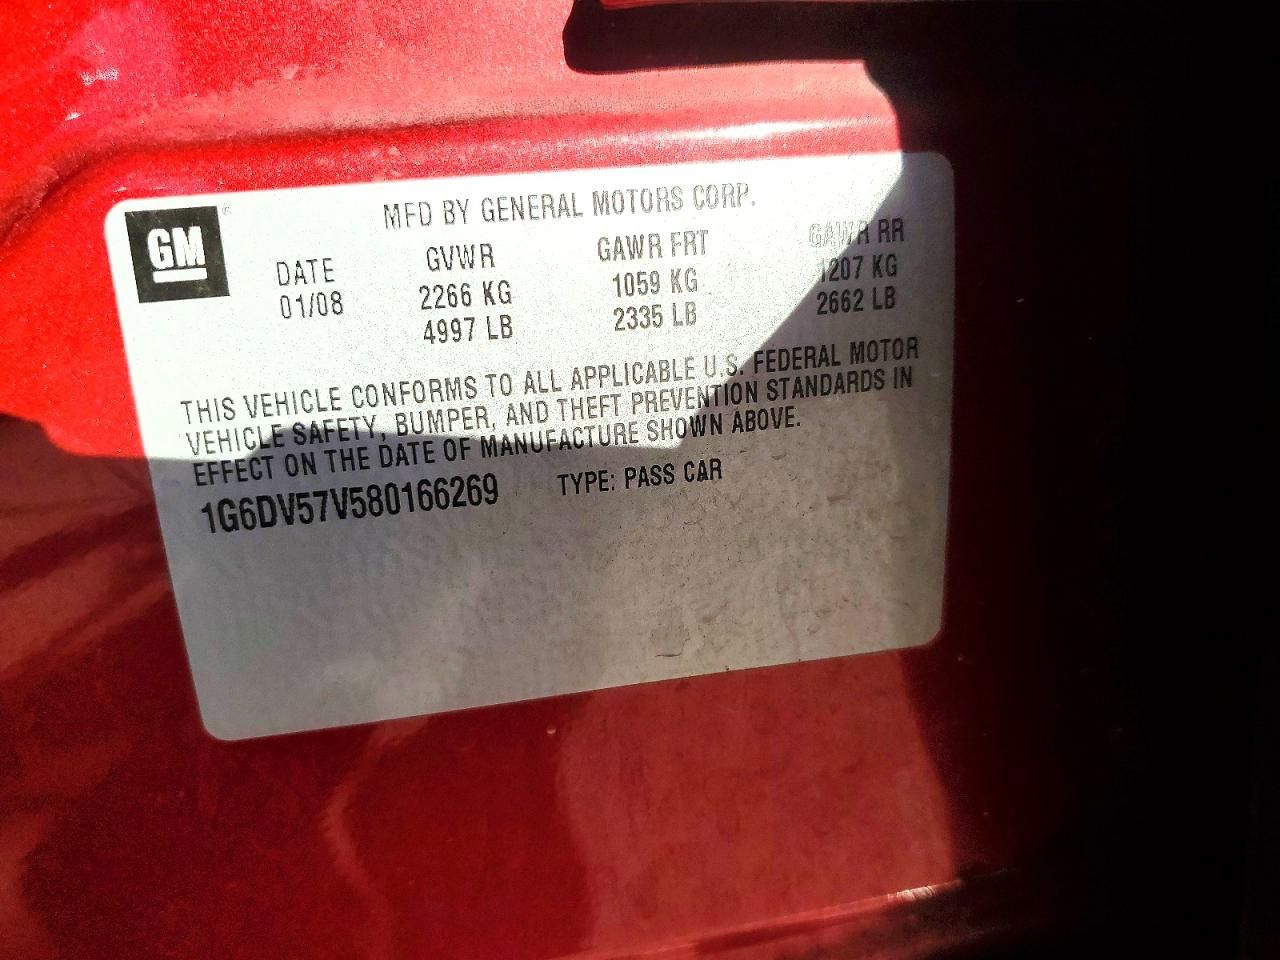 GM ®
MFD BY GENERAL MOTORS CORP.
DATE GVWR GAWR FRT GAWR RR
01/08 2266 KG 1059 KG 1207 KG
4997 LB 2335 LB 2662 LB
THIS VEHICLE CONFORMS TO ALL APPLICABLE U.S. FEDERAL MOTOR
VEHICLE SAFETY, BUMPER, AND THEFT PREVENTION STANDARDS IN
EFFECT ON THE DATE OF MANUFACTURE SHOWN ABOVE.
1G6DV57V580166269 TYPE: PASS CAR